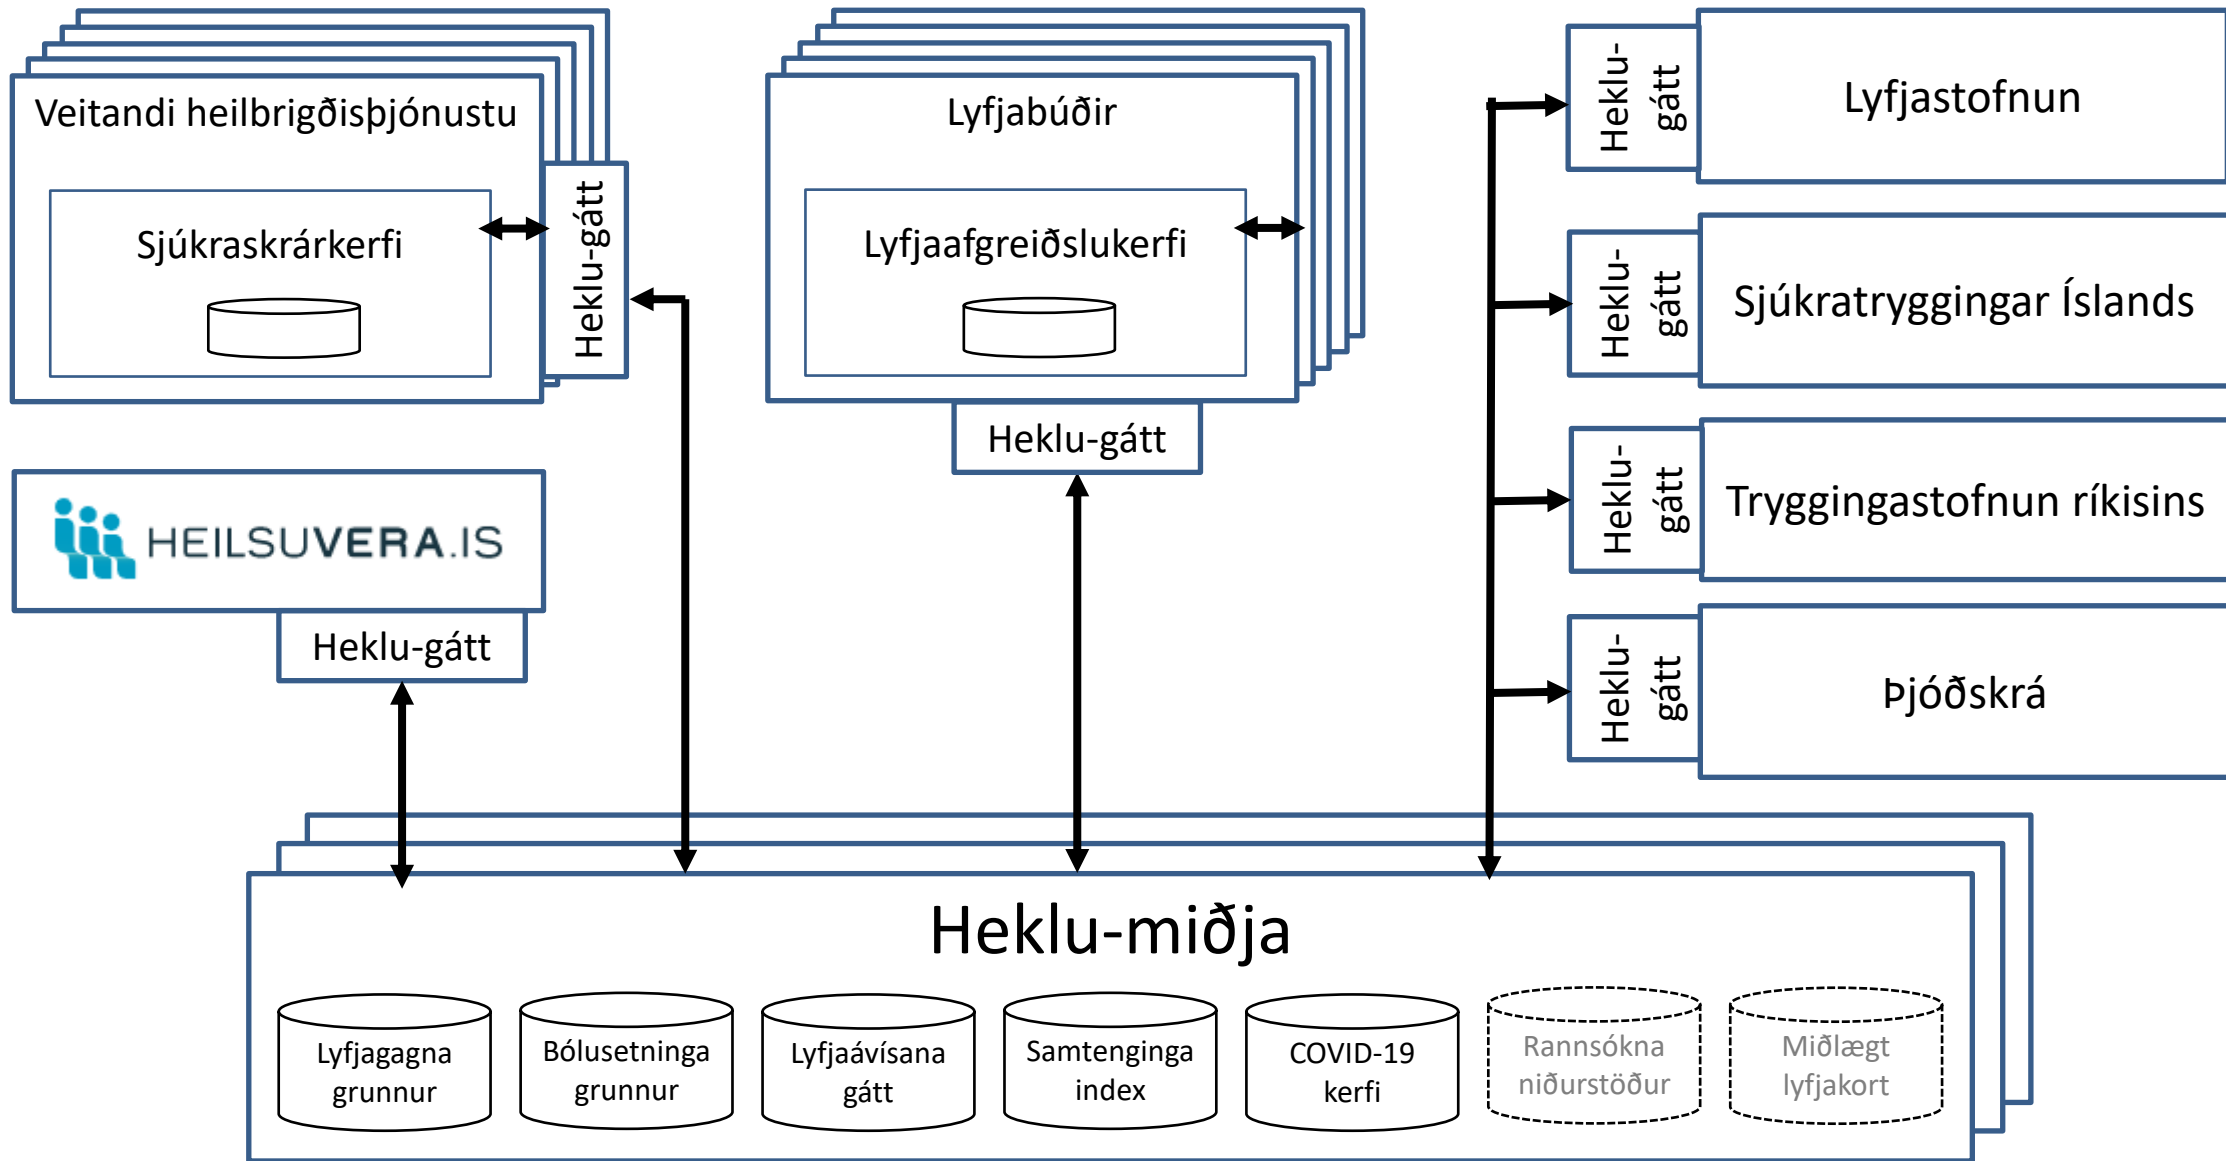 Veitandi heilbrigðisþjónustu
Sjúkraskrárkerfi
Heklu-gátt
HEILSUVERA.IS
Heklu-gátt
Lyfjabúðir
Lyfjaafgreiðslukerfi
Heklu-gátt
Heklu-
gátt
Lyfjastofnun
Heklu-
gátt
Sjúkratryggingar Íslands
Heklu-
gátt
Tryggingastofnun ríkisins
Heklu-
gátt
Þjóðskrá
Heklu-miðja
Lyfjagagna
grunnur
Bólusetninga
grunnur
Lyfjaávísana
gátt
Samtenginga
index
COVID-19
kerfi
Rannsókna
niðurstöður
Miðlægt
lyfjakort